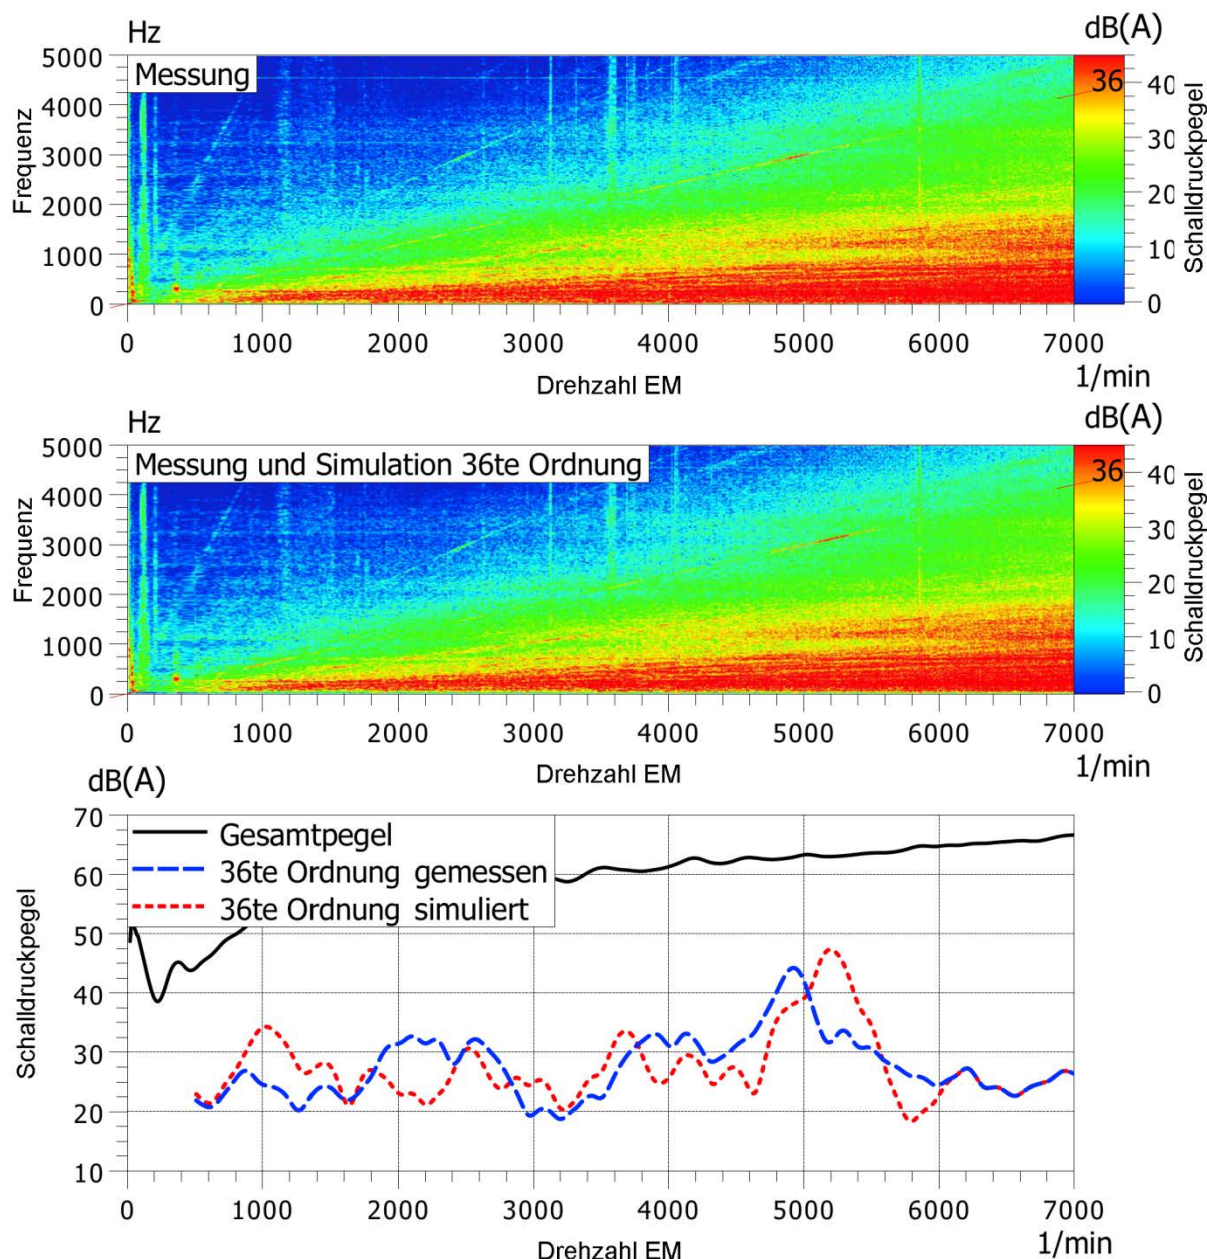 Hz
dB(A)
5000
4000
3000
2000
1000
0
Messung
36
40
30
20
10
0
Frequenz
Schalldruckpegel
0 1000 2000 3000 4000 5000 6000 7000
Drehzahl EM
1/min
Hz
dB(A)
5000
4000
3000
2000
1000
0
Messung und Simulation 36te Ordnung
36
40
30
20
10
0
Frequenz
Schalldruckpegel
0 1000 2000 3000 4000 5000 6000 7000
Drehzahl EM
1/min
dB(A)
70
60
50
40
30
20
10
Gesamtpegel
36te Ordnung gemessen
36te Ordnung simuliert
Schalldruckpegel
0 1000 2000 3000 4000 5000 6000 7000
Drehzahl EM
1/min